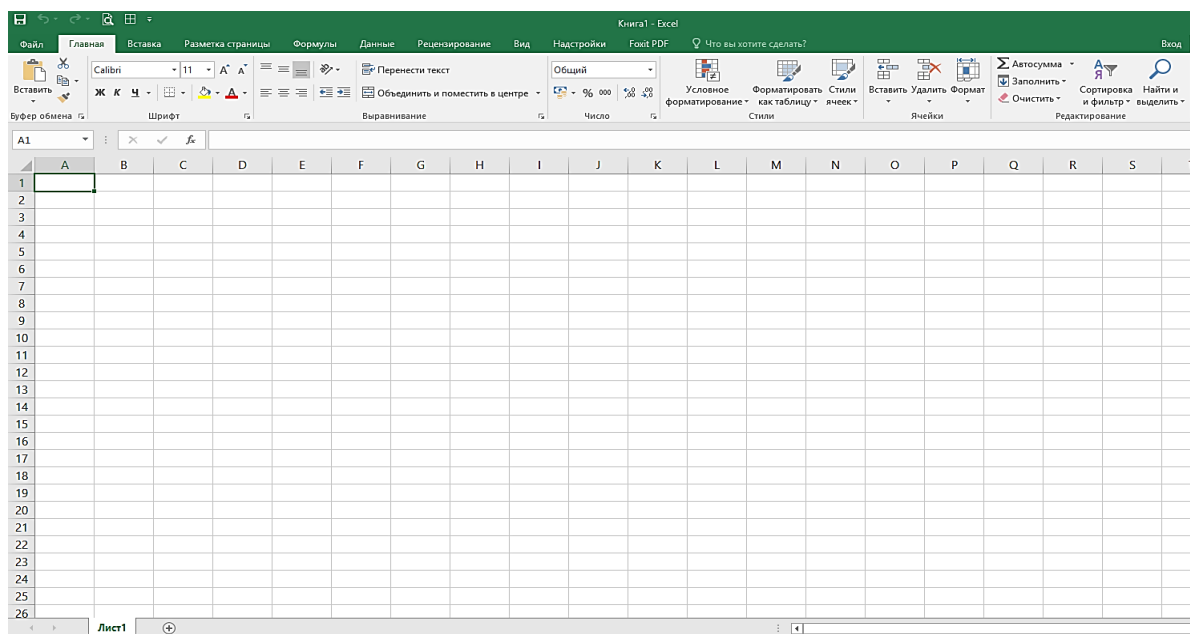 Книга1 - Excel
Файл Главная Вставка Разметка страницы Формулы Данные Рецензирование Вид Надстройки Foxit PDF Что вы хотите сделать? Вход
Вставить
Calibri 11
Ж К Ч
Перенести текст
Объединить и поместить в центре
Общий
% 000
Условное
форматирование
Форматировать
как таблицу
Стили
ячеек
Вставить Удалить Формат
Автосумма
Заполнить
Очистить
Сортировка
и фильтр
Найти и
выделить
Буфер обмена Шрифт Выравнивание Число Стили Ячейки Редактирование
A1 fx
A B C D E F G H I J K L M N O P Q R S
1
2
3
4
5
6
7
8
9
10
11
12
13
14
15
16
17
18
19
20
21
22
23
24
25
26
Лист1